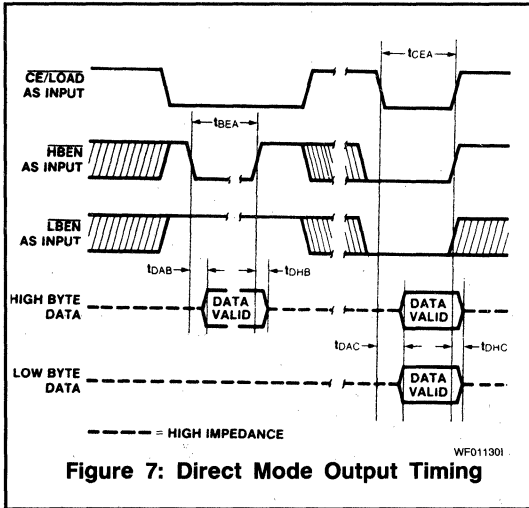 tCEA
CE/LOAD
AS INPUT
tBEA
HBEN
AS INPUT
LBEN
AS INPUT
tDAB
tDHB
HIGH BYTE
DATA
DATA
VALID
DATA
VALID
tDAC
tDHC
LOW BYTE
DATA
DATA
VALID
= HIGH IMPEDANCE
WF01130I
Figure 7: Direct Mode Output Timing